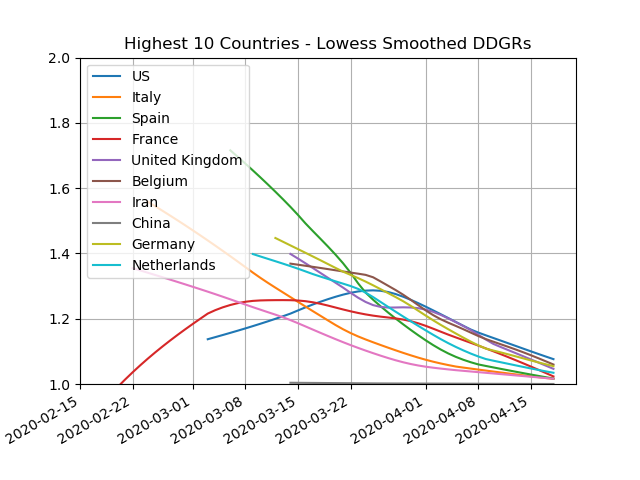 Highest 10 Countries - Lowess Smoothed DDGRs
2.0
1.8
1.6
1.4
1.2
1.0
US
Italy
Spain
France
United Kingdom
Belgium
Iran
China
Germany
Netherlands
2020-02-15
2020-02-22
2020-03-01
2020-03-08
2020-03-15
2020-03-22
2020-04-01
2020-04-08
2020-04-15